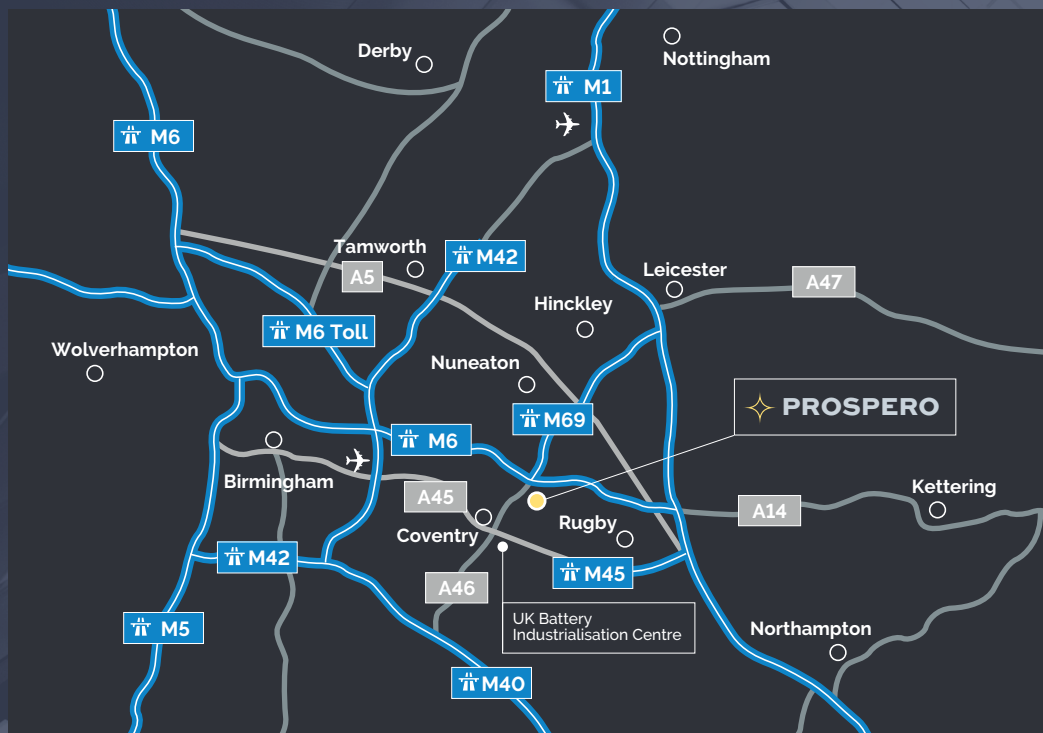 Derby
Nottingham
M1
M6
Tamworth
M42
A5
Leicester
A47
Hinckley
M6 Toll
Wolverhampton
Nuneaton
PROSPERO
M69
M6
Birmingham
A45
Kettering
A14
Coventry
Rugby
M42
M45
A46
UK Battery
Industrialisation Centre
M5
Northampton
M40